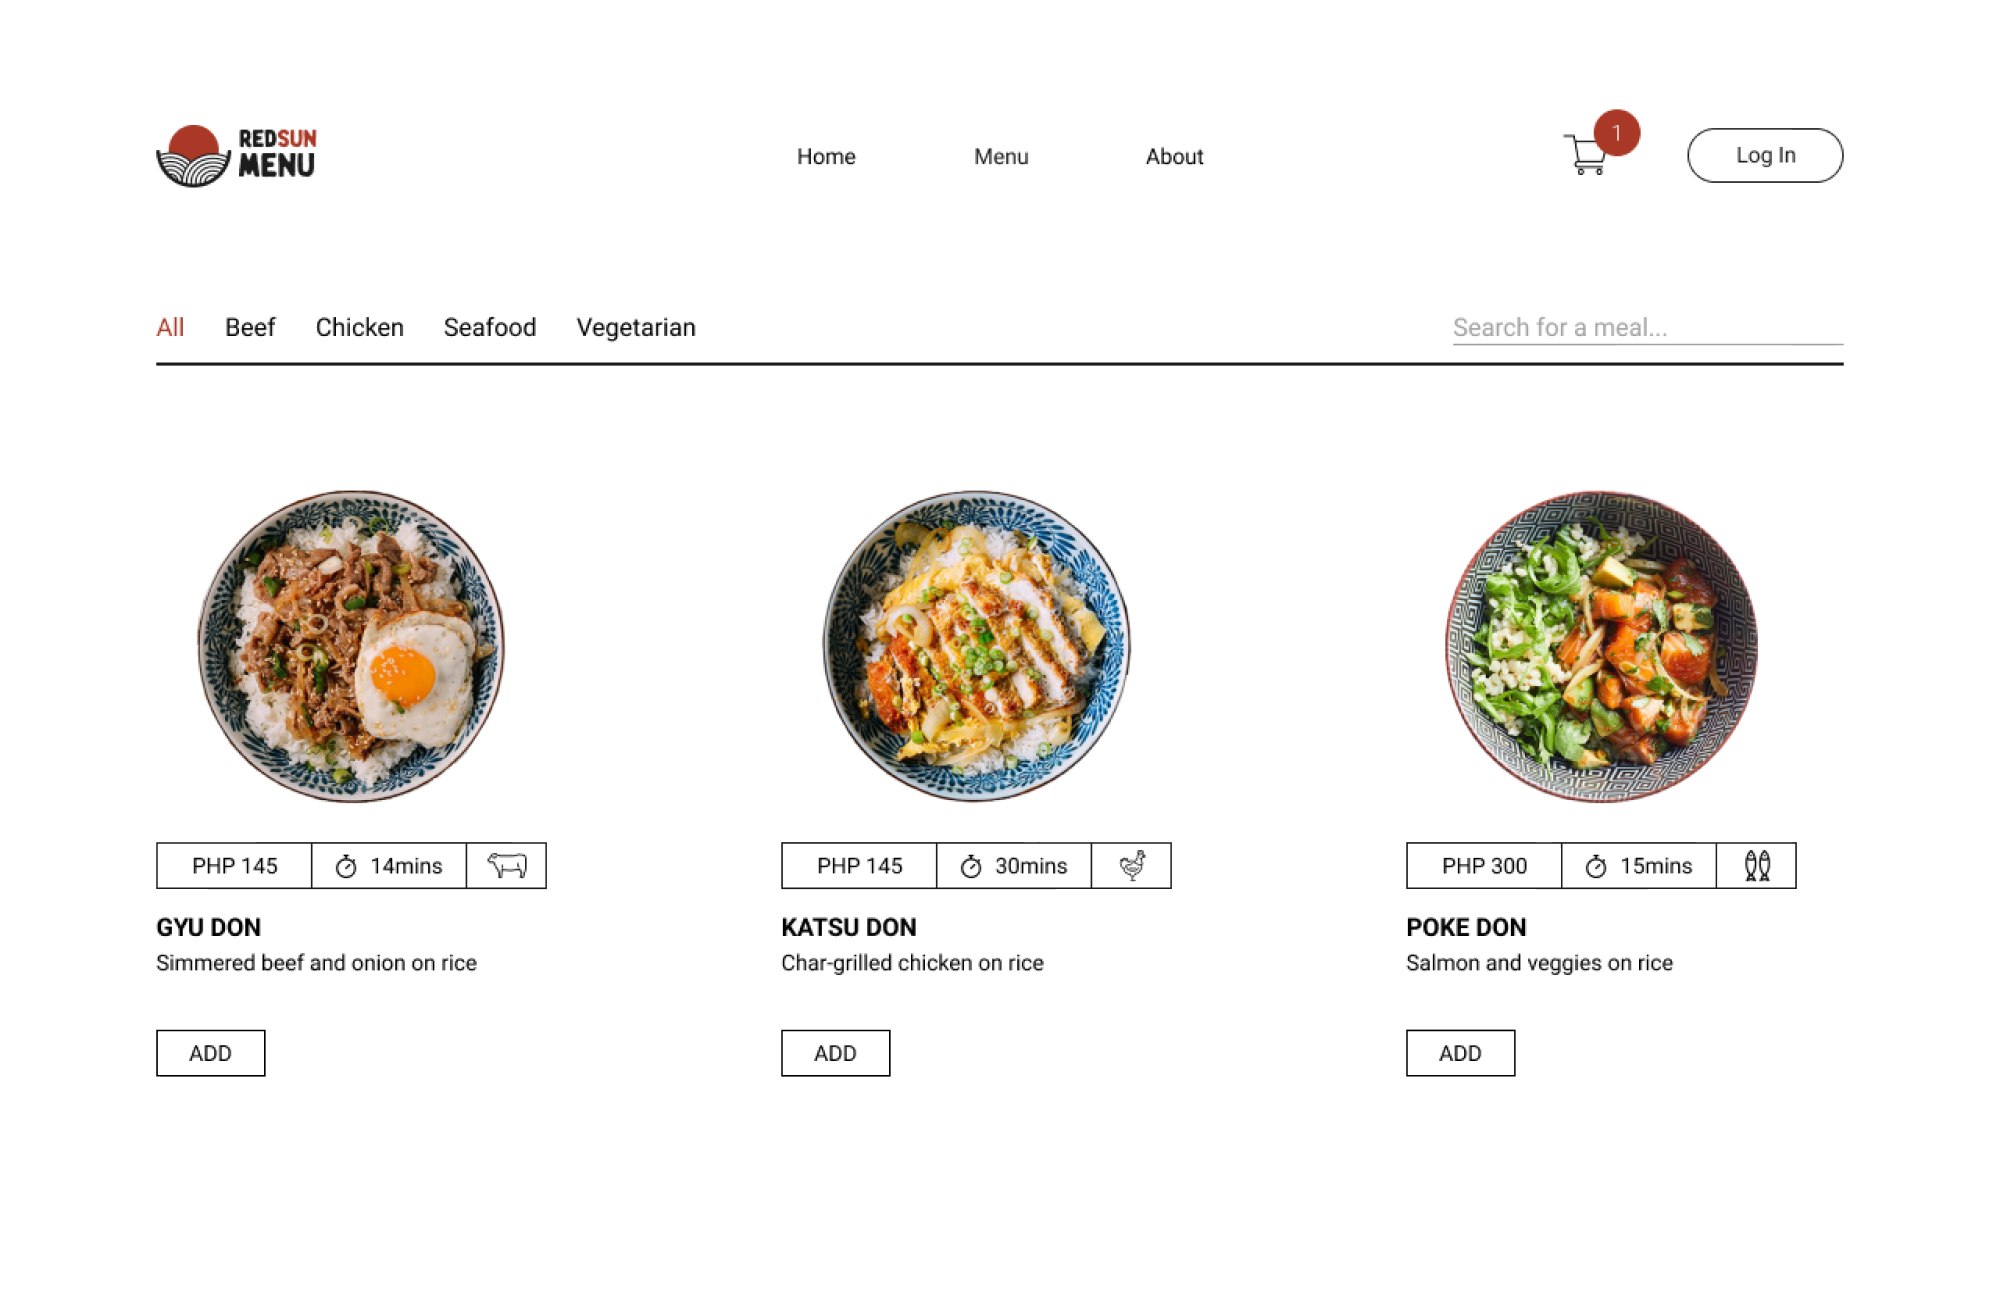 REDSUN
MENU
Home
Menu
About
1
Log In
All
Beef
Chicken
Seafood
Vegetarian
Search for a meal...
PHP 145
14mins
GYU DON
Simmered beef and onion on rice
ADD
PHP 145
30mins
KATSU DON
Char-grilled chicken on rice
ADD
PHP 300
15mins
POKE DON
Salmon and veggies on rice
ADD